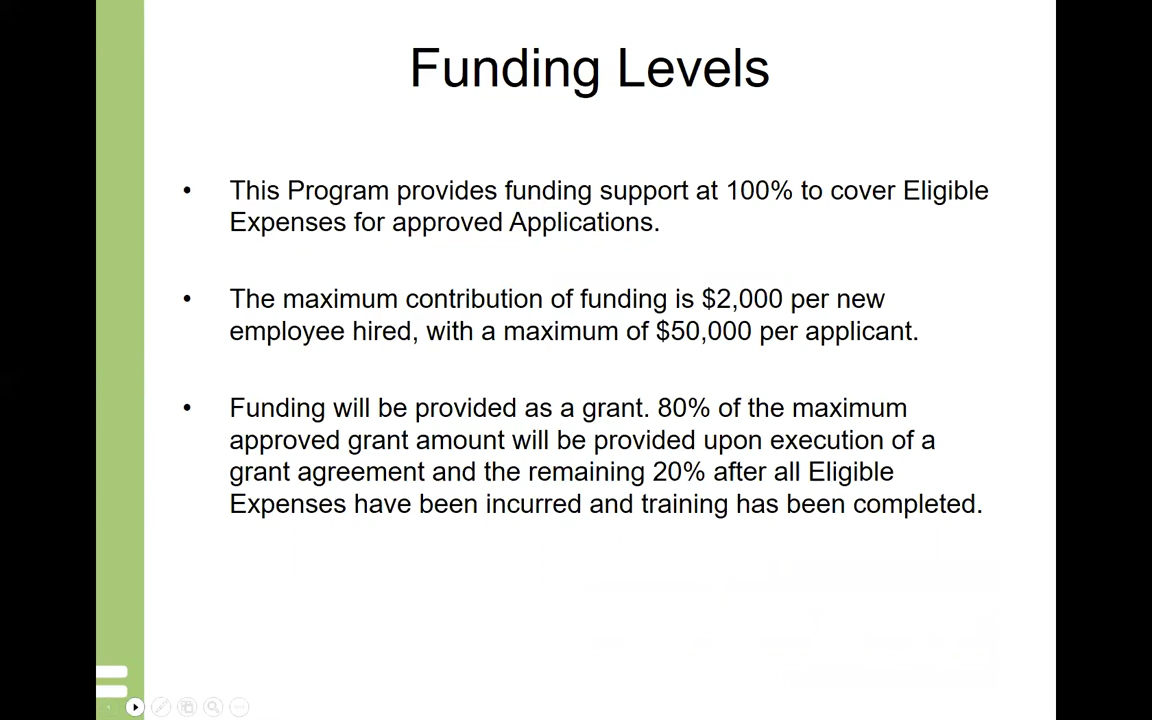 Funding Levels
• This Program provides funding support at 100% to cover Eligible
Expenses for approved Applications.
• The maximum contribution of funding is $2,000 per new
employee hired, with a maximum of $50,000 per applicant.
• Funding will be provided as a grant. 80% of the maximum
approved grant amount will be provided upon execution of a
grant agreement and the remaining 20% after all Eligible
Expenses have been incurred and training has been completed.